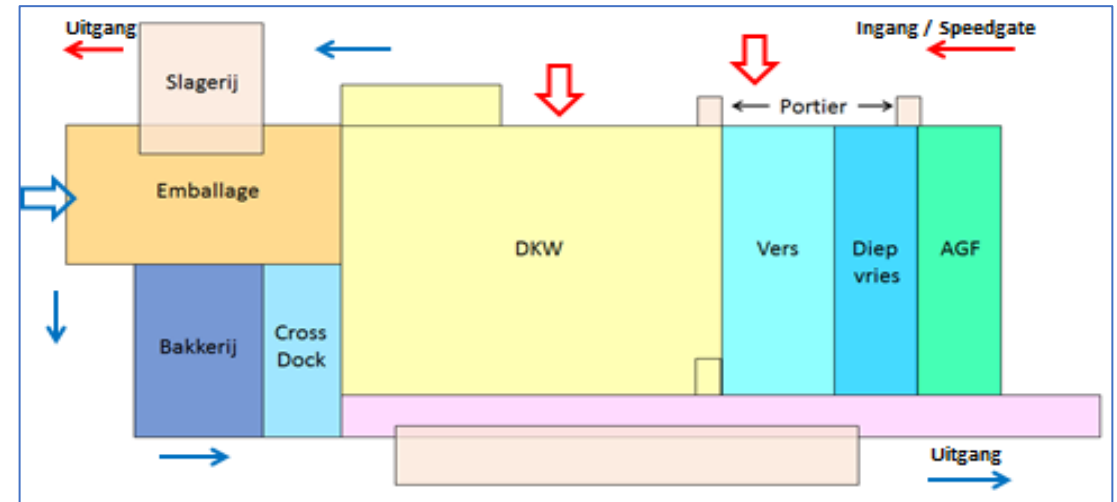 Uitgang
Ingang / Speedgate
Slagerij
Portier
Emballage
DKW
Vers
Diep
vries
AGF
Bakkerij
Cross
Dock
Uitgang